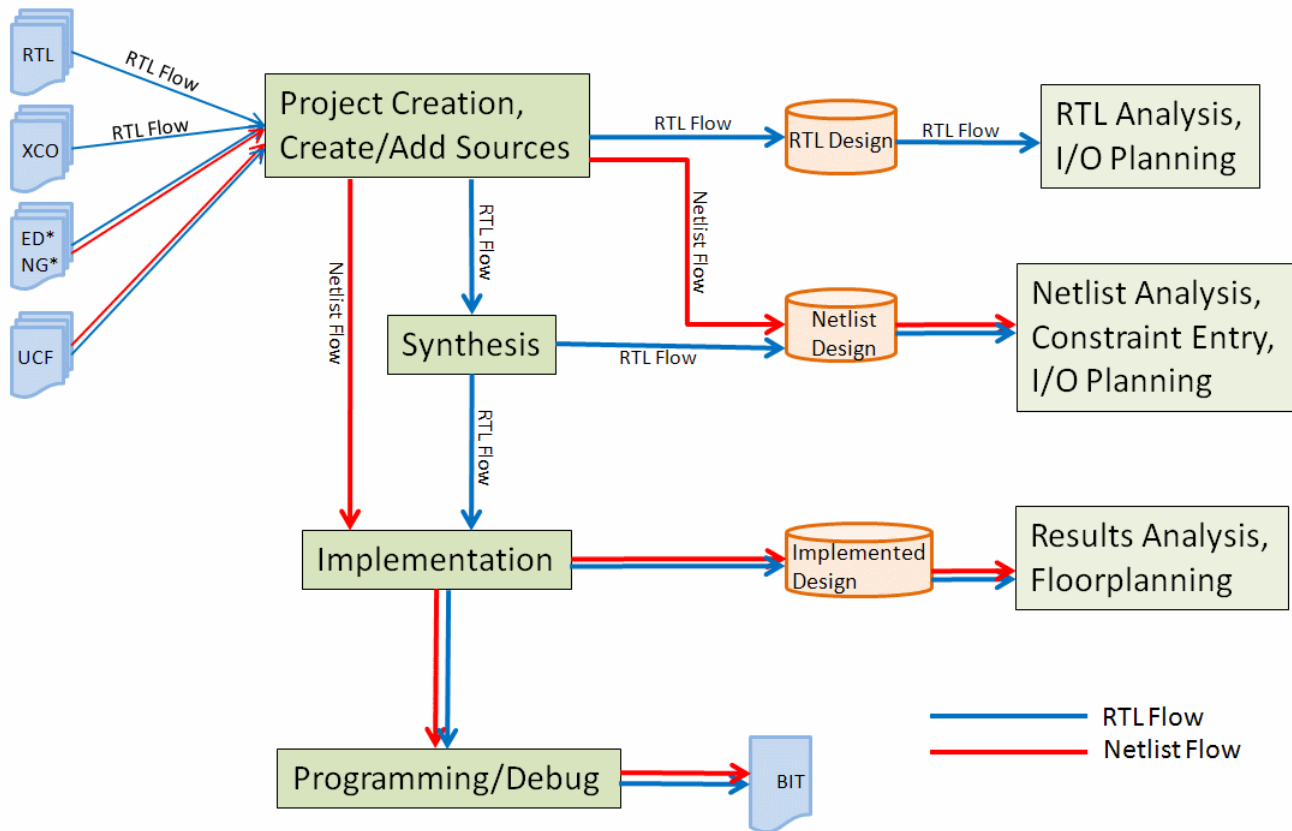 RTL
RTL Flow
XCO
RTL Flow
ED*
NG*
UCF
Project Creation,
Create/Add Sources
RTL Flow
RTL Design
RTL Flow
RTL Analysis,
I/O Planning
Netlist Flow
RTL Flow
Netlist Flow
Synthesis
RTL Flow
Netlist
Design
Netlist Analysis,
Constraint Entry,
I/O Planning
RTL Flow
Implementation
Implemented
Design
Results Analysis,
Floorplanning
Programming/Debug
BIT
RTL Flow
Netlist Flow